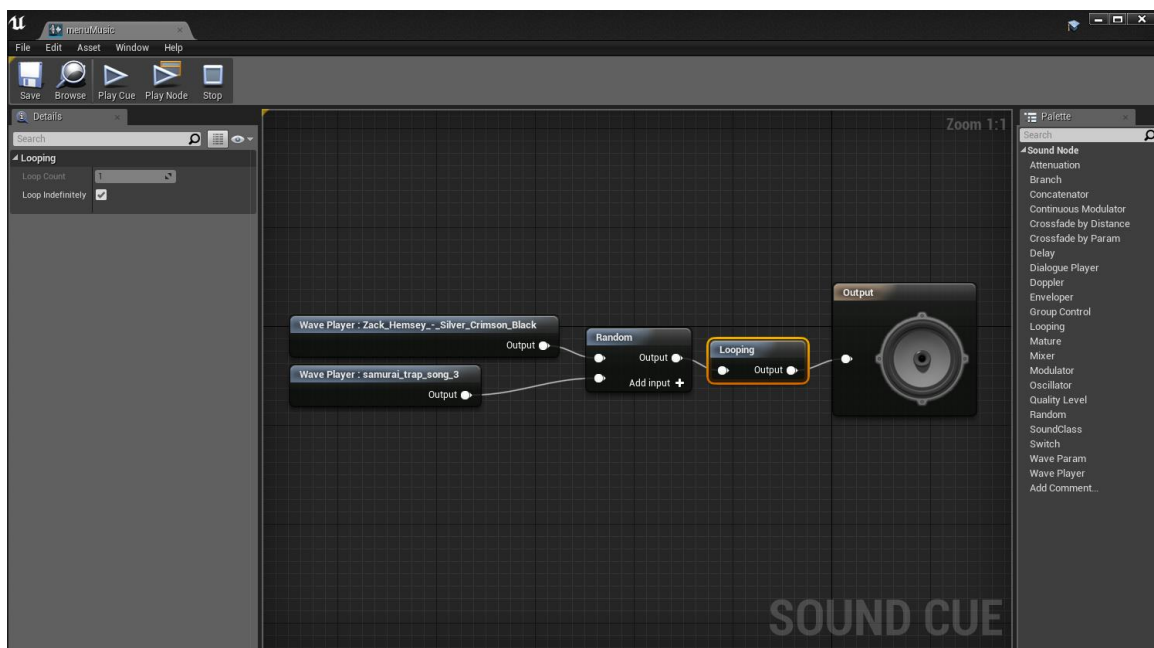 menuMusic
File Edit Asset Window Help
Save Browse Play Cue Play Node Stop
Details
Search
Looping
Loop Count 1
Loop Indefinitely
Zoom 1:1
Wave Player : Zack_Hemsey_-_Silver_Crimson_Black
Output
Wave Player : samurai_trap_song_3
Output
Random
Output
Add input
Looping
Output
Output
SOUND CUE
Palette
Search
Sound Node
Attenuation
Branch
Concatenator
Continuous Modulator
Crossfade by Distance
Crossfade by Param
Delay
Dialogue Player
Doppler
Enveloper
Group Control
Looping
Mature
Mixer
Modulator
Oscillator
Quality Level
Random
SoundClass
Switch
Wave Param
Wave Player
Add Comment...